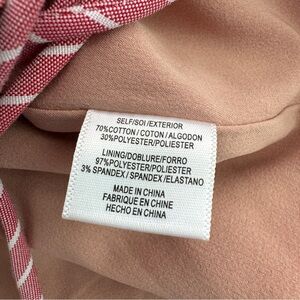 SELF/SOI/EXTERIOR
70%COTTON/COTON/ALGODON
30%POLYESTER/POLIESTER
LINING/DOBLURE/FORRO
97%POLYESTER/POLIESTER
3% SPANDEX/SPANDEX/ELASTANO
MADE IN CHINA
FABRIQUE EN CHINE
HECHO EN CHINA